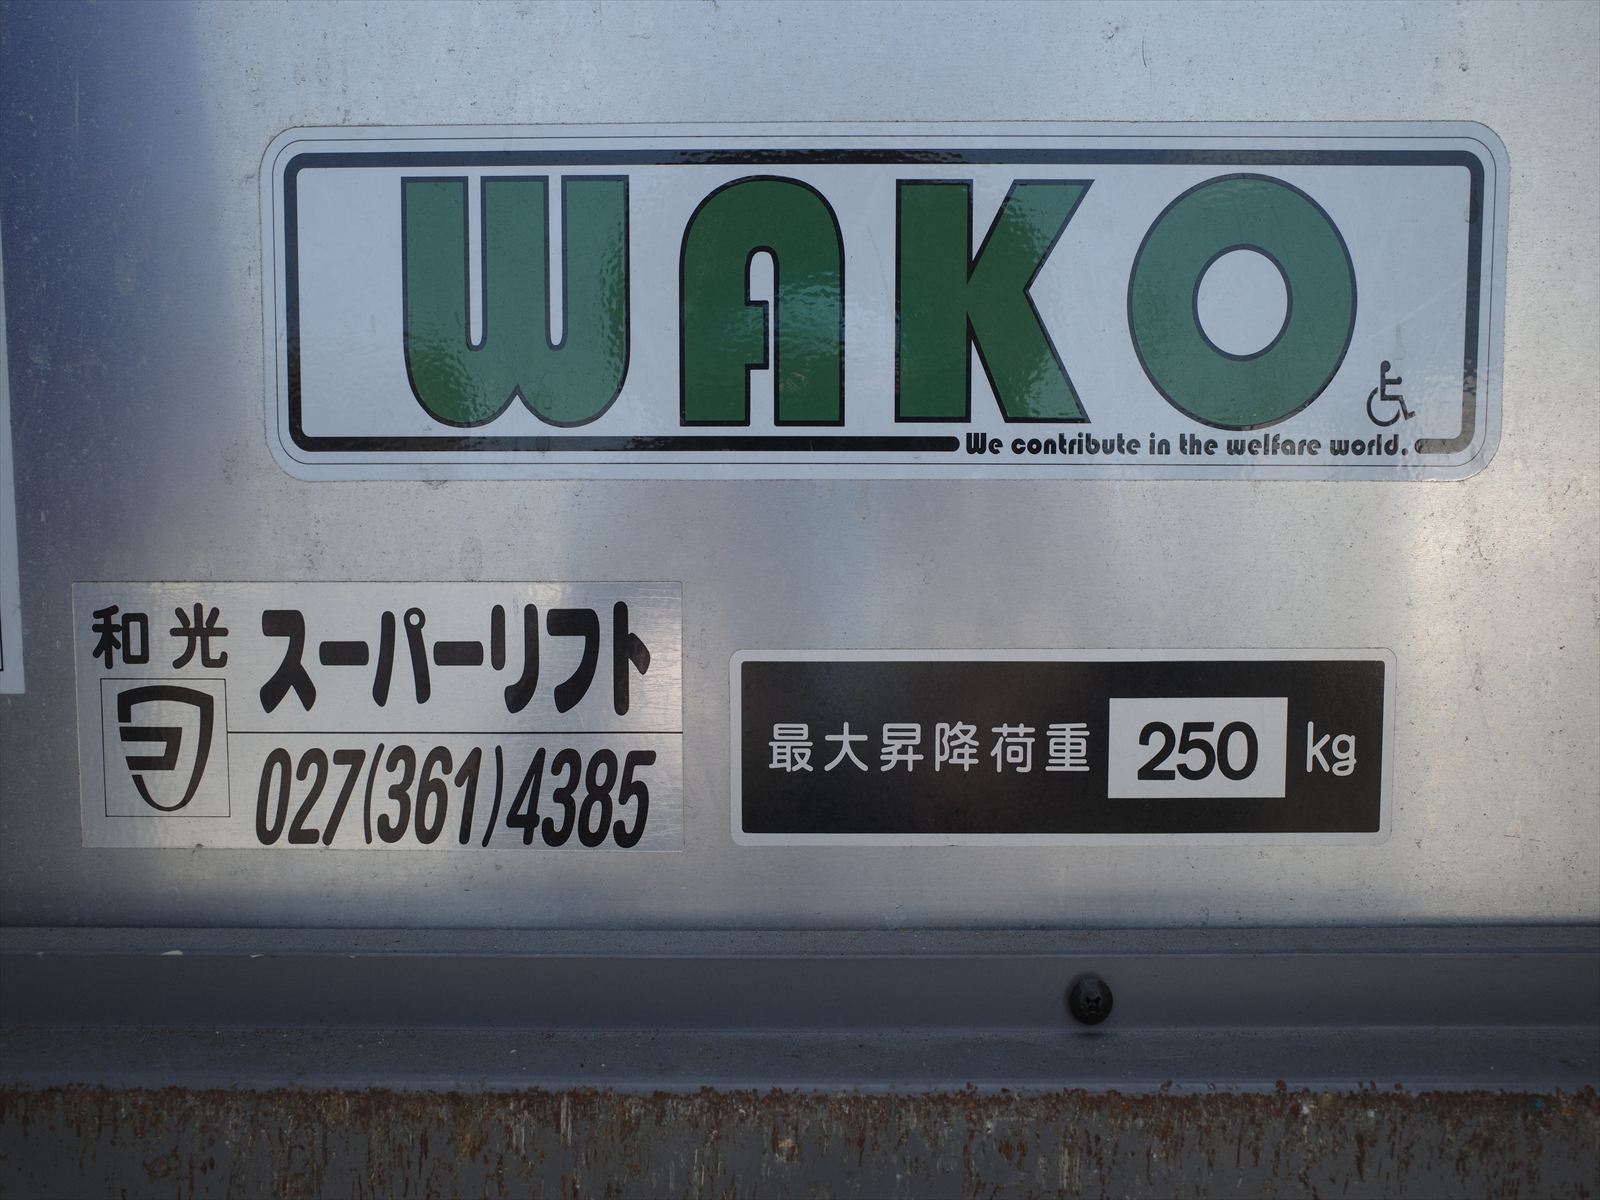 WAKO
We contribute in the welfare world.
和光 スーパーリフト
027(361)4385
最大昇降荷重 250 kg